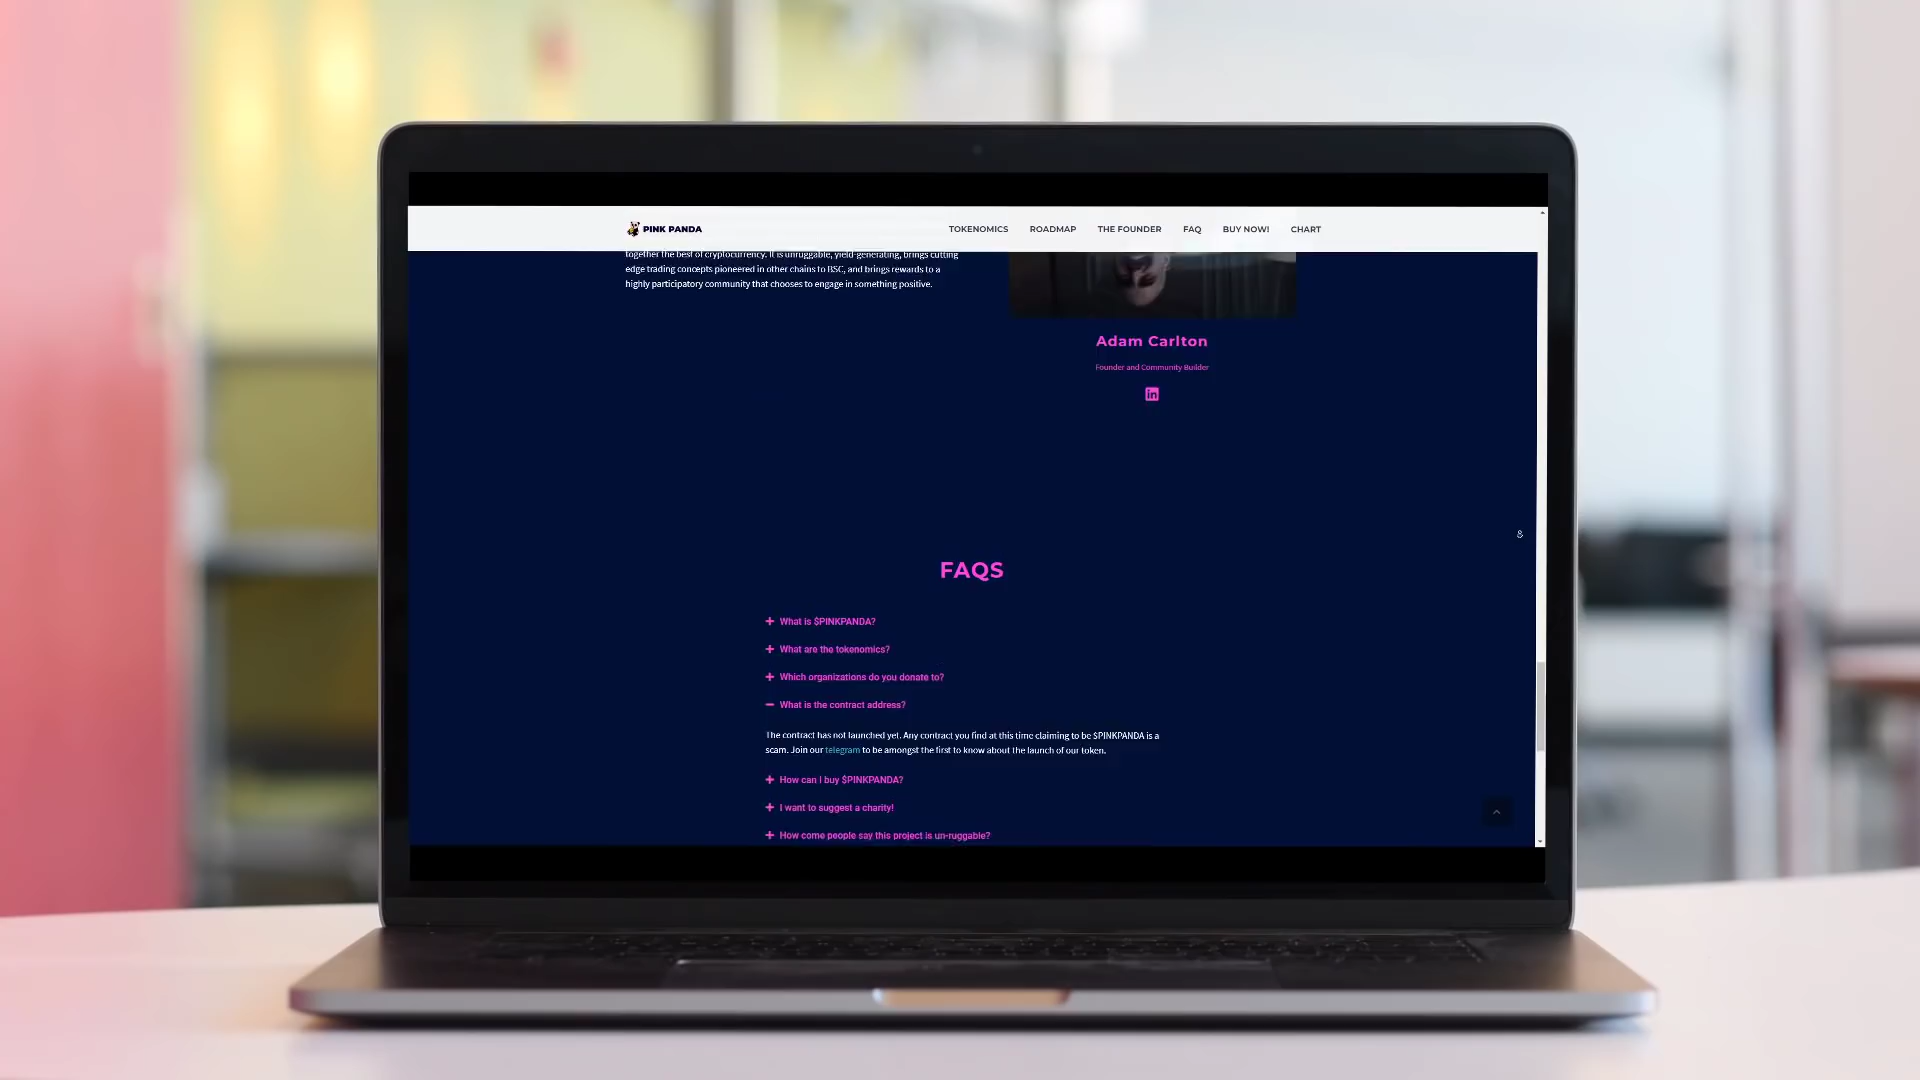 PINK PANDA
TOKENOMICS ROADMAP THE FOUNDER FAQ BUY NOW! CHART
together the best of cryptocurrency. It is unruggable, yield-generating, brings cutting
edge trading concepts pioneered in other chains to BSC, and brings rewards to a
highly participatory community that chooses to engage in something positive.
Adam Carlton
Founder and Community Builder
in
FAQS
+ What is $PINKPANDA?
+ What are the tokenomics?
+ Which organizations do you donate to?
− What is the contract address?
The contract has not launched yet. Any contract you find at this time claiming to be $PINKPANDA is a
scam. Join our telegram to be amongst the first to know about the launch of our token.
+ How can I buy $PINKPANDA?
+ I want to suggest a charity!
+ How come people say this project is un-ruggable?